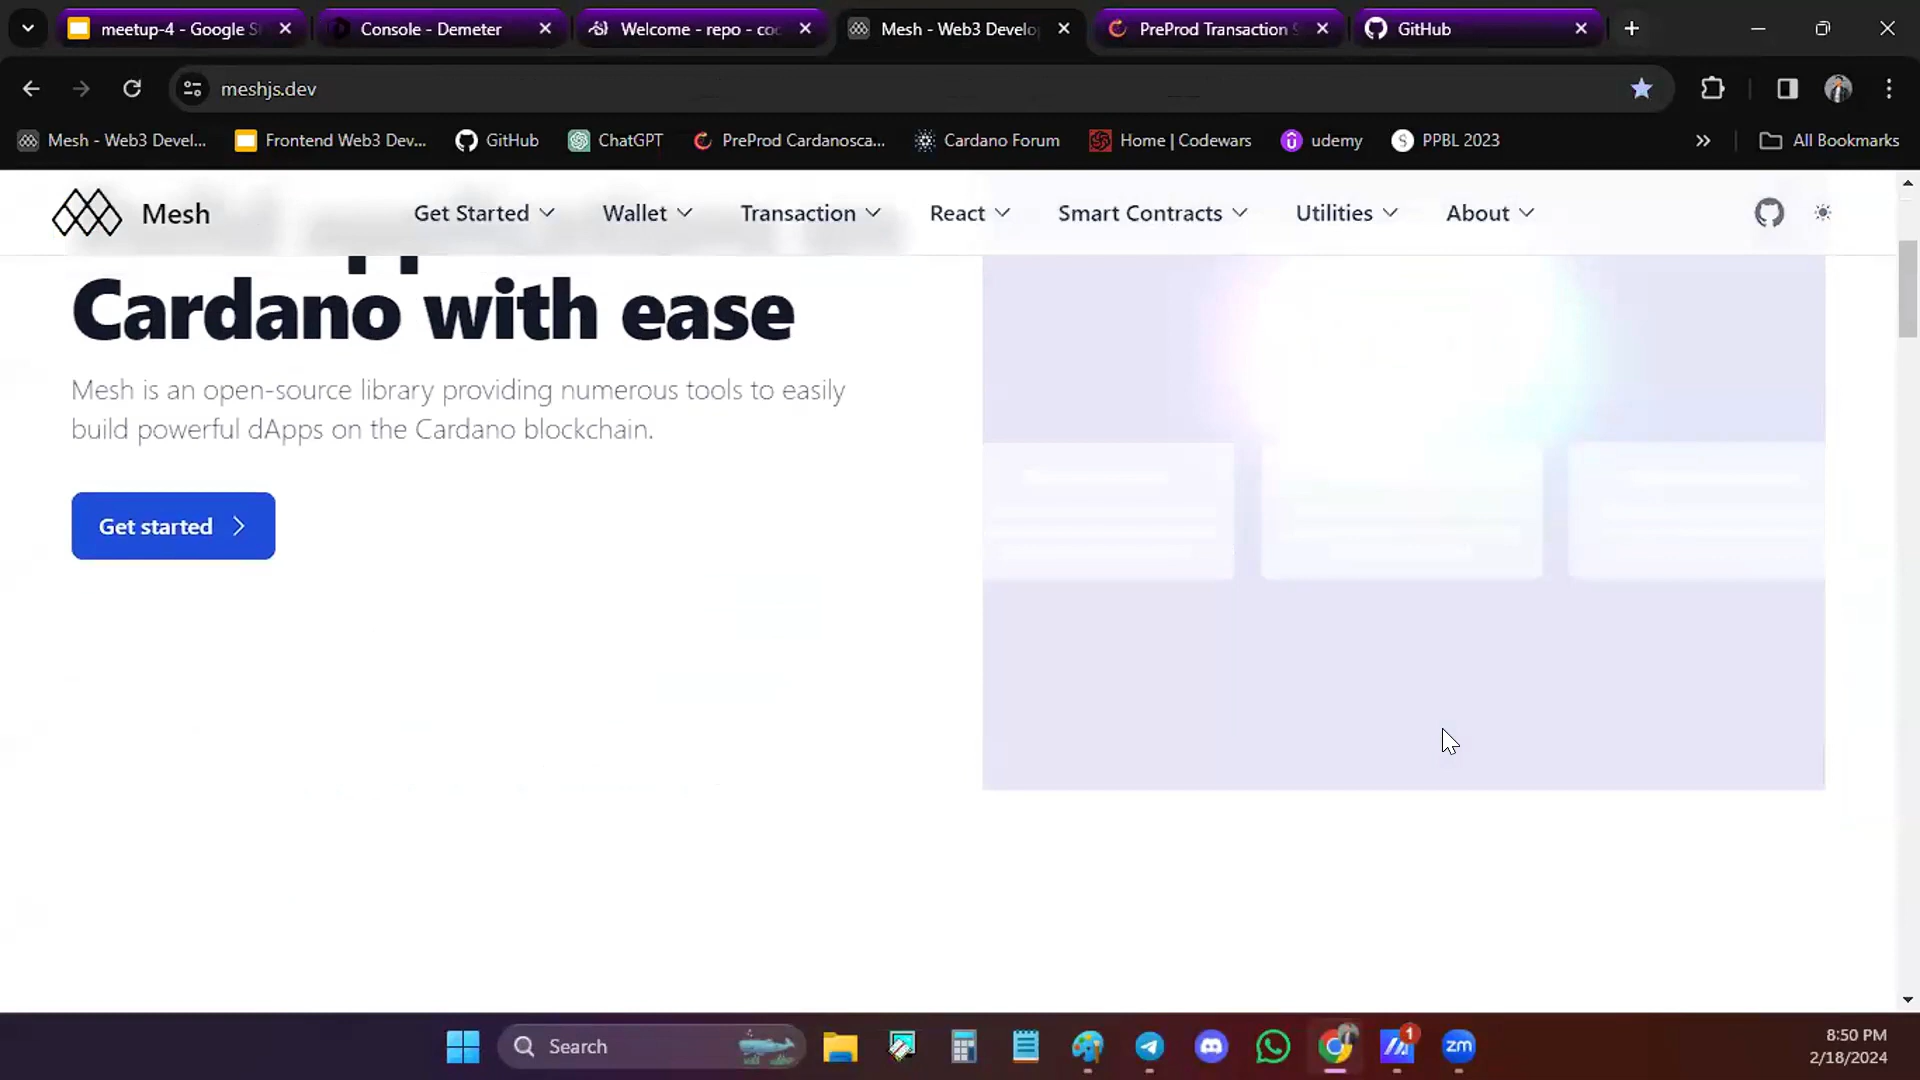 meetup-4 - Google S
Console - Demeter
Welcome - repo - coo
Mesh - Web3 Develo
PreProd Transaction S
GitHub
meshjs.dev
Mesh - Web3 Devel...
Frontend Web3 Dev...
GitHub
ChatGPT
PreProd Cardanosca...
Cardano Forum
Home | Codewars
udemy
PPBL 2023
All Bookmarks
Mesh
Get Started
Wallet
Transaction
React
Smart Contracts
Utilities
About
Cardano with ease
Mesh is an open-source library providing numerous tools to easily
build powerful dApps on the Cardano blockchain.
Get started
Search
1
zm
8:50 PM
2/18/2024